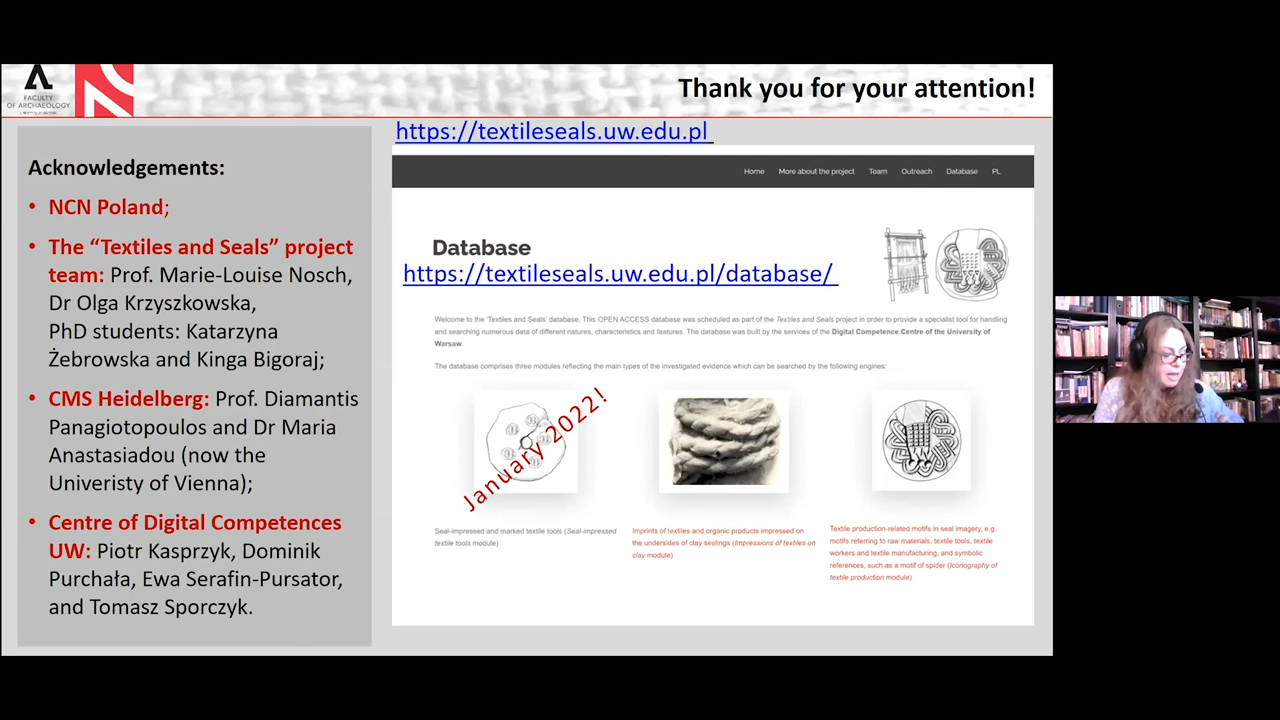 FACULTY
OF ARCHAEOLOGY
Thank you for your attention!
Acknowledgements:
• NCN Poland;
• The “Textiles and Seals” project
team: Prof. Marie-Louise Nosch,
Dr Olga Krzyszkowska,
PhD students: Katarzyna
Żebrowska and Kinga Bigoraj;
• CMS Heidelberg: Prof. Diamantis
Panagiotopoulos and Dr Maria
Anastasiadou (now the
Univeristy of Vienna);
• Centre of Digital Competences
UW: Piotr Kasprzyk, Dominik
Purchała, Ewa Serafin-Pursator,
and Tomasz Sporczyk.
https://textileseals.uw.edu.pl
Home More about the project Team Outreach Database PL
Database
https://textileseals.uw.edu.pl/database/
Welcome to the 'Textiles and Seals' database. This OPEN ACCESS database was scheduled as part of the Textiles and Seals project in order to provide a specialist tool for handling
and searching numerous data of different natures, characteristics and features. The database was built by the services of the Digital Competence Centre of the University of
Warsaw.
The database comprises three modules reflecting the main types of the investigated evidence which can be searched by the following engines:
January 2022!
Seal-impressed and marked textile tools (Seal-impressed
textile tools module)
Imprints of textiles and organic products impressed on
the undersides of clay sealings (Impressions of textiles on
clay module)
Textile production-related motifs in seal imagery, e.g.
motifs referring to raw materials, textile tools, textile
workers and textile manufacturing, and symbolic
references, such as a motif of spider (Iconography of
textile production module)